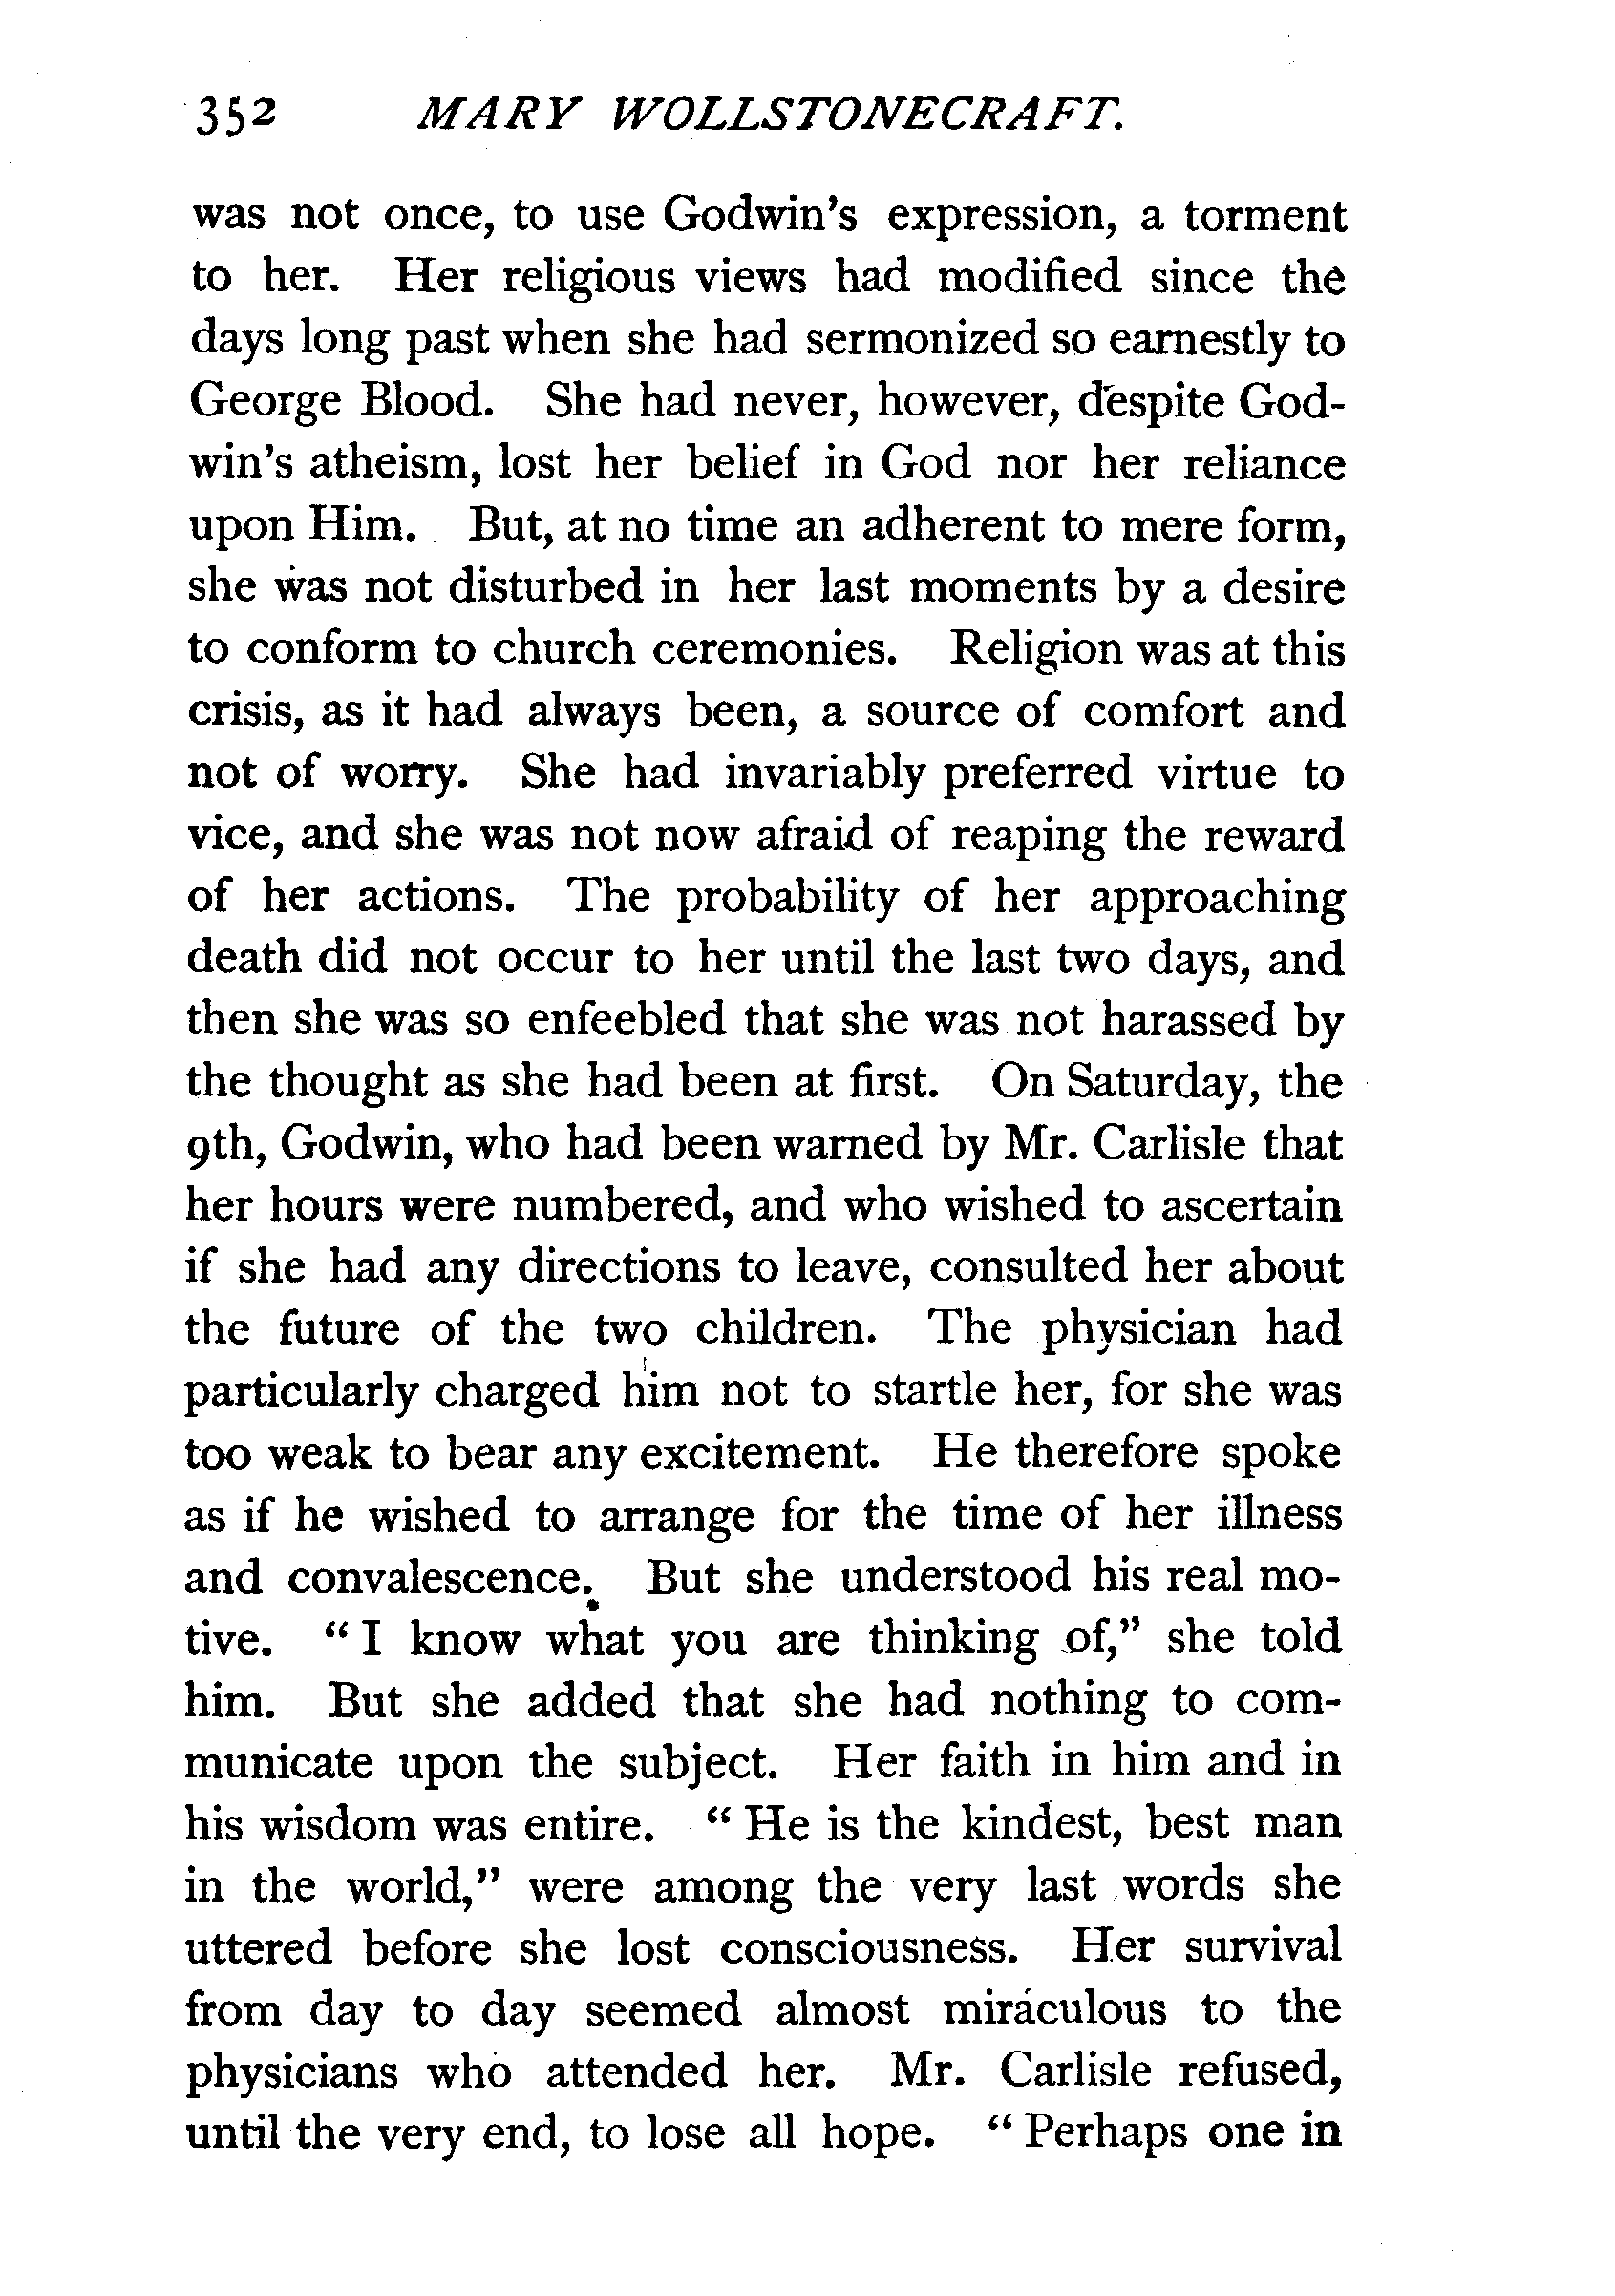 352 MARY WOLLSTONECRAFT.
was not once, to use Godwin's expression, a torment
to her. Her religious views had modified since the
days long past when she had sermonized so earnestly to
George Blood. She had never, however, despite God-
win's atheism, lost her belief in God nor her reliance
upon Him. But, at no time an adherent to mere form,
she was not disturbed in her last moments by a desire
to conform to church ceremonies. Religion was at this
crisis, as it had always been, a source of comfort and
not of worry. She had invariably preferred virtue to
vice, and she was not now afraid of reaping the reward
of her actions. The probability of her approaching
death did not occur to her until the last two days, and
then she was so enfeebled that she was not harassed by
the thought as she had been at first. On Saturday, the
9th, Godwin, who had been warned by Mr. Carlisle that
her hours were numbered, and who wished to ascertain
if she had any directions to leave, consulted her about
the future of the two children. The physician had
particularly charged him not to startle her, for she was
too weak to bear any excitement. He therefore spoke
as if he wished to arrange for the time of her illness
and convalescence. But she understood his real mo-
tive. "I know what you are thinking of," she told
him. But she added that she had nothing to com-
municate upon the subject. Her faith in him and in
his wisdom was entire. "He is the kindest, best man
in the world," were among the very last words she
uttered before she lost consciousness. Her survival
from day to day seemed almost miraculous to the
physicians who attended her. Mr. Carlisle refused,
until the very end, to lose all hope. "Perhaps one in